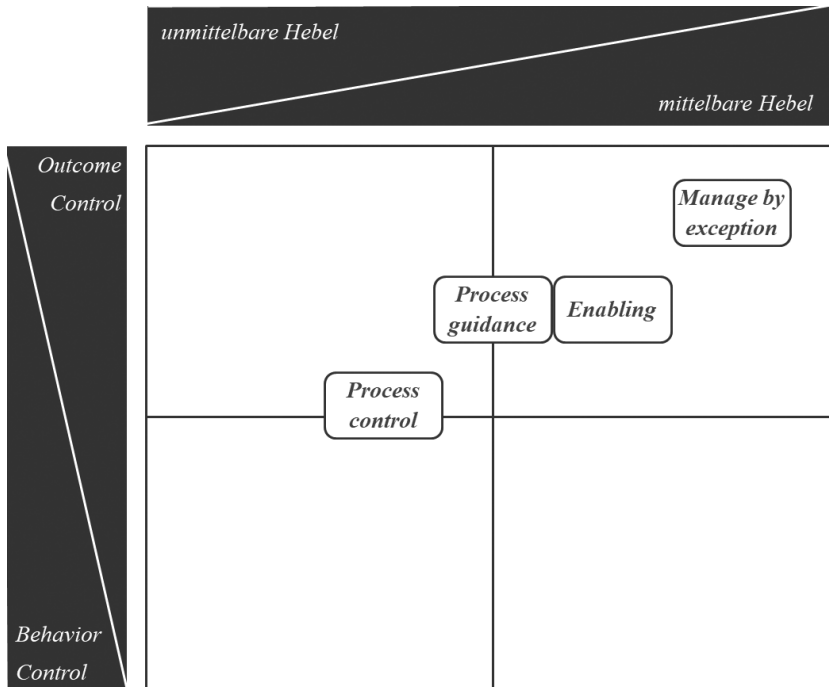 unmittelbare Hebel
mittelbare Hebel
Outcome
Control
Manage by
exception
Process
guidance
Enabling
Process
control
Behavior
Control